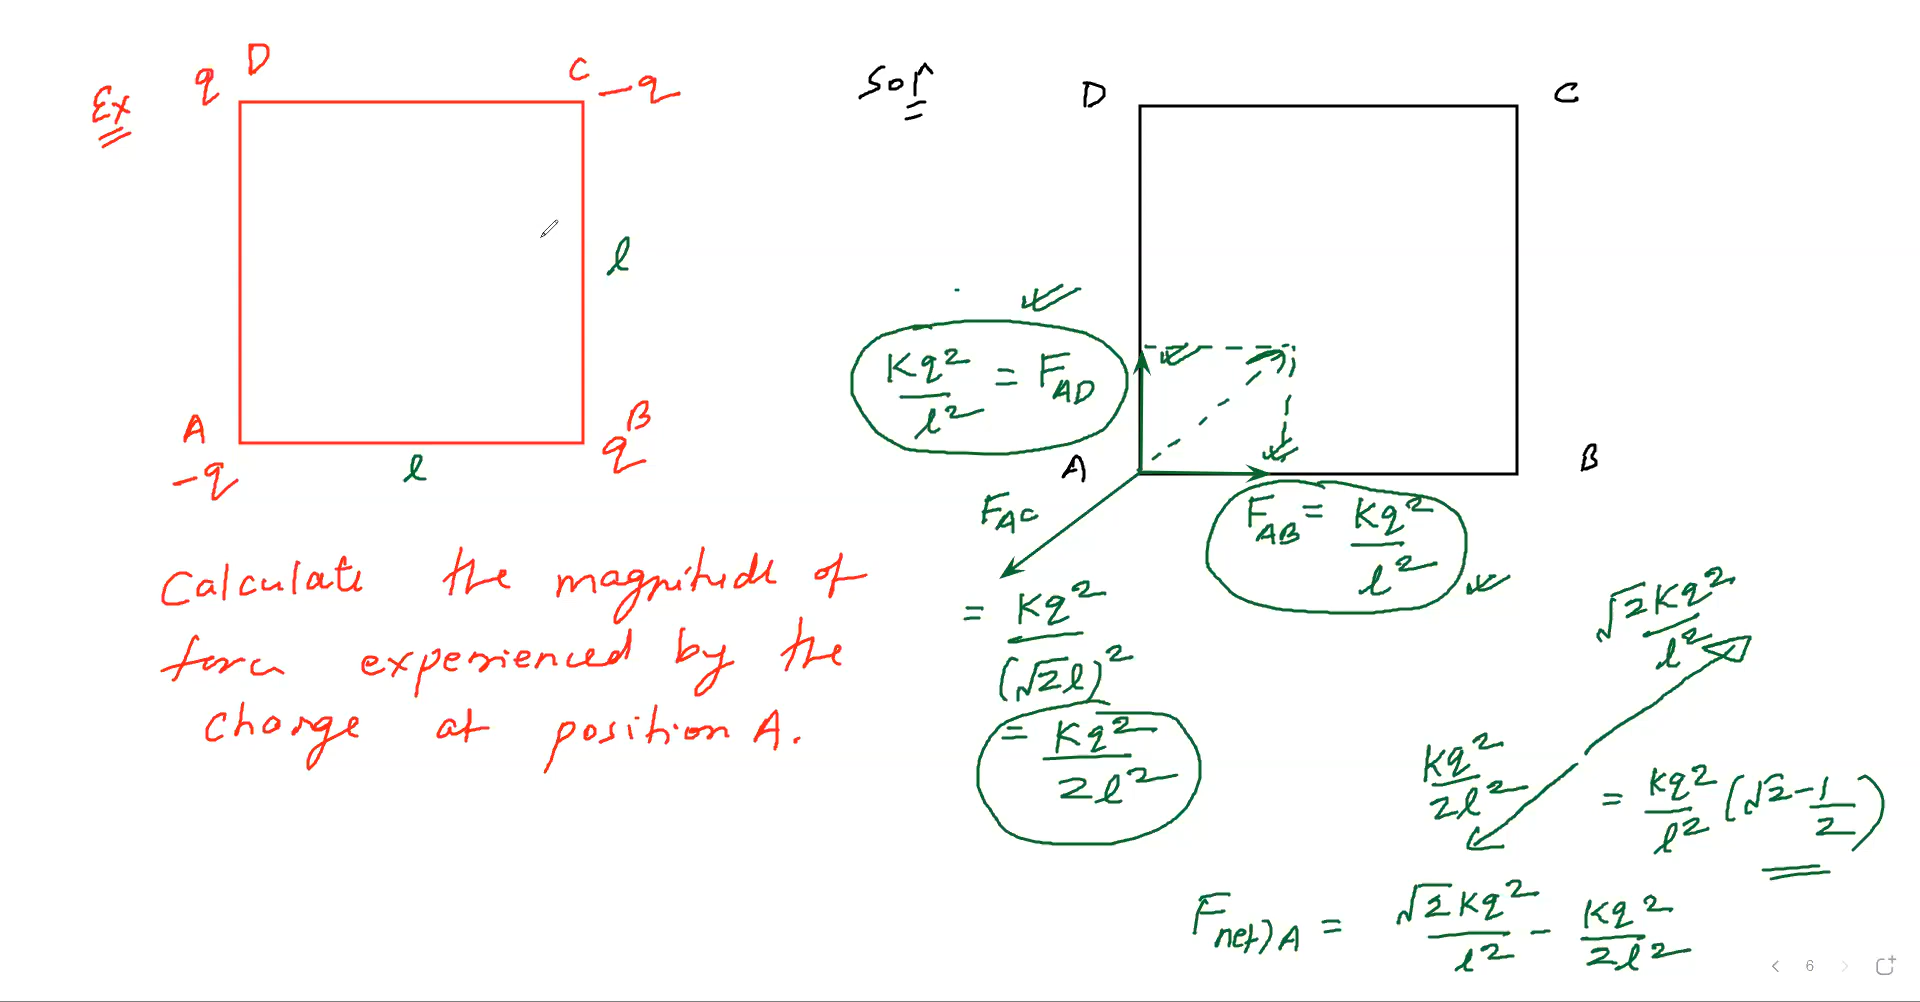 Ex
q D
C -q
l
A
-q
l
B
q
Calculate the magnitude of
force experienced by the
charge at position A.
Solⁿ
D
C
A
B
Kq²/l² = F_AD
F_AB = Kq²/l²
F_AC
= Kq²/(√2l)²
= Kq²/2l²
√2Kq²/l²
Kq²/2l²
= Kq²/l² (√2 - 1/2)
F_net)A = √2Kq²/l² - Kq²/2l²
6